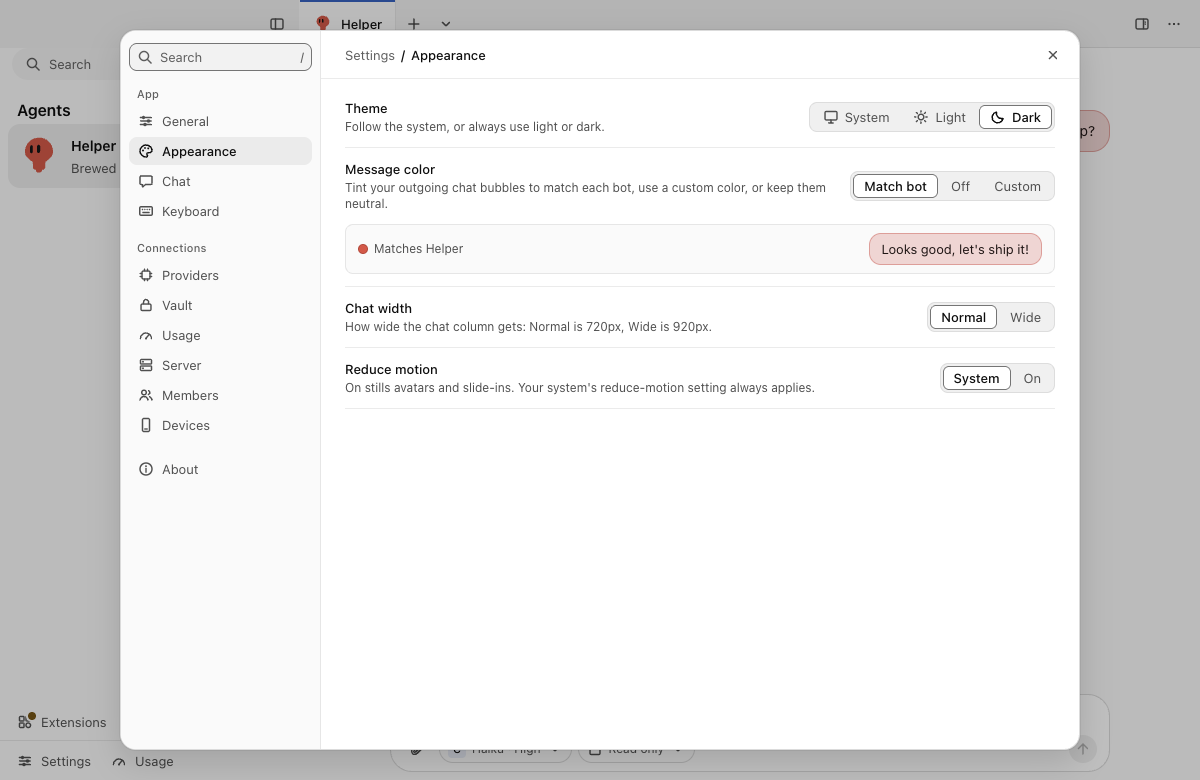 Helper
Search
Agents
Helper
Brewed
Extensions
Settings
Usage
Search /
App
General
Appearance
Chat
Keyboard
Connections
Providers
Vault
Usage
Server
Members
Devices
About
Settings / Appearance
Theme
Follow the system, or always use light or dark.
System Light Dark
Message color
Tint your outgoing chat bubbles to match each bot, use a custom color, or keep them
neutral.
Match bot Off Custom
Matches Helper
Looks good, let's ship it!
Chat width
How wide the chat column gets: Normal is 720px, Wide is 920px.
Normal Wide
Reduce motion
On stills avatars and slide-ins. Your system's reduce-motion setting always applies.
System On
p?
Read only